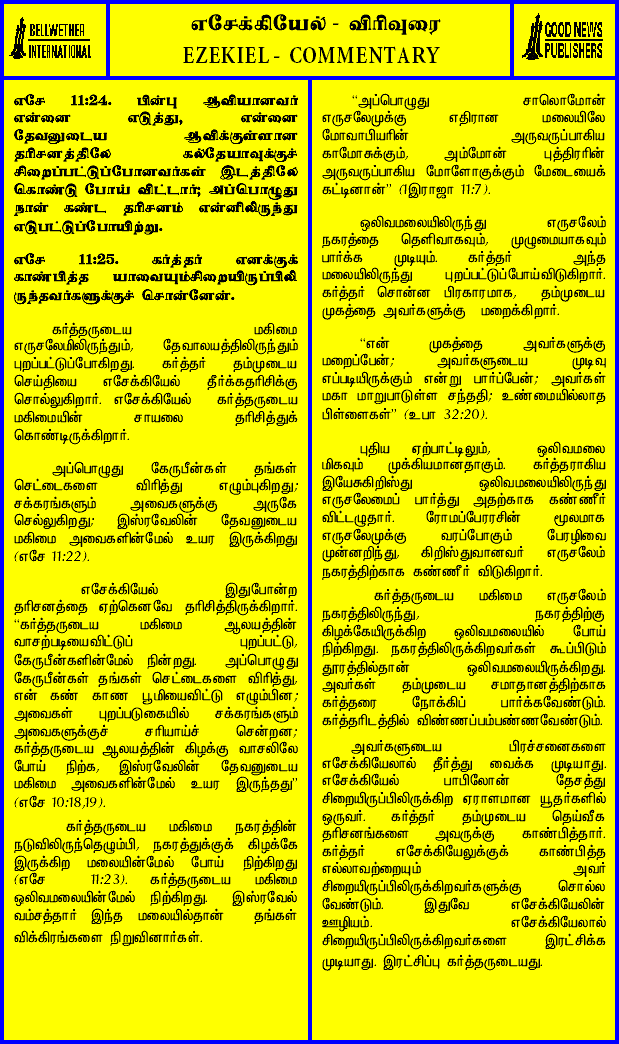 BELLWETHER
INTERNATIONAL
எசேக்கியேல் - விரிவுரை
EZEKIEL - COMMENTARY
GOOD NEWS
PUBLISHERS
எசே 11:24. பின்பு ஆவியானவர்
என்னை எடுத்து, என்னை
தேவனுடைய ஆவிக்குள்ளான
தரிசனத்திலே கல்தேயாவுக்குச்
சிறைப்பட்டுப்போனவர்கள் இடத்திலே
கொண்டு போய் விட்டார்; அப்பொழுது
நான் கண்ட தரிசனம் என்னிலிருந்து
எடுபட்டுப்போயிற்று.
எசே 11:25. கர்த்தர் எனக்குக்
காண்பித்த யாவையும்சிறையிருப்பிலி
ருந்தவர்களுக்குச் சொன்னேன்.
கர்த்தருடைய மகிமை
எருசலேமிலிருந்தும், தேவாலயத்திலிருந்தும்
புறப்பட்டுப்போகிறது. கர்த்தர் தம்முடைய
செய்தியை எசேக்கியேல் தீர்க்கதரிசிக்கு
சொல்லுகிறார். எசேக்கியேல் கர்த்தருடைய
மகிமையின் சாயலை தரிசித்துக்
கொண்டிருக்கிறார்.
அப்பொழுது கேருபீன்கள் தங்கள்
செட்டைகளை விரித்து எழும்புகிறது;
சக்கரங்களும் அவைகளுக்கு அருகே
செல்லுகிறது; இஸ்ரவேலின் தேவனுடைய
மகிமை அவைகளின்மேல் உயர இருக்கிறது
(எசே 11:22).
எசேக்கியேல் இதுபோன்ற
தரிசனத்தை ஏற்கெனவே தரிசித்திருக்கிறார்.
“கர்த்தருடைய மகிமை ஆலயத்தின்
வாசற்படியைவிட்டுப் புறப்பட்டு,
கேருபீன்களின்மேல் நின்றது. அப்பொழுது
கேருபீன்கள் தங்கள் செட்டைகளை விரித்து,
என் கண் காண பூமியைவிட்டு எழும்பின;
அவைகள் புறப்படுகையில் சக்கரங்களும்
அவைகளுக்குச் சரியாய்ச் சென்றன;
கர்த்தருடைய ஆலயத்தின் கிழக்கு வாசலிலே
போய் நிற்க, இஸ்ரவேலின் தேவனுடைய
மகிமை அவைகளின்மேல் உயர இருந்தது”
(எசே 10:18,19).
கர்த்தருடைய மகிமை நகரத்தின்
நடுவிலிருந்தெழும்பி, நகரத்துக்குக் கிழக்கே
இருக்கிற மலையின்மேல் போய் நிற்கிறது
(எசே 11:23). கர்த்தருடைய மகிமை
ஒலிவமலையின்மேல் நிற்கிறது. இஸ்ரவேல்
வம்சத்தார் இந்த மலையில்தான் தங்கள்
விக்கிரங்களை நிறுவினார்கள்.
“அப்பொழுது சாலொமோன்
எருசலேமுக்கு எதிரான மலையிலே
மோவாபியரின் அருவருப்பாகிய
காமோசுக்கும், அம்மோன் புத்திரரின்
அருவருப்பாகிய மோளோகுக்கும் மேடையைக்
கட்டினான்” (1இராஜா 11:7).
ஒலிவமலையிலிருந்து எருசலேம்
நகரத்தை தெளிவாகவும், முழுமையாகவும்
பார்க்க முடியும். கர்த்தர் அந்த
மலையிலிருந்து புறப்பட்டுப்போய்விடுகிறார்.
கர்த்தர் சொன்ன பிரகாரமாக, தம்முடைய
முகத்தை அவர்களுக்கு மறைக்கிறார்.
“என் முகத்தை அவர்களுக்கு
மறைப்பேன்; அவர்களுடைய முடிவு
எப்படியிருக்கும் என்று பார்ப்பேன்; அவர்கள்
மகா மாறுபாடுள்ள சந்ததி; உண்மையில்லாத
பிள்ளைகள்” (உபா 32:20).
புதிய ஏற்பாட்டிலும், ஒலிவமலை
மிகவும் முக்கியமானதாகும். கர்த்தராகிய
இயேசுகிறிஸ்து ஒலிவமலையிலிருந்து
எருசலேமைப் பார்த்து அதற்காக கண்ணீர்
விட்டழுதார். ரோமப்பேரரசின் மூலமாக
எருசலேமுக்கு வரப்போகும் பேரழிவை
முன்னறிந்து, கிறிஸ்துவானவர் எருசலேம்
நகரத்திற்காக கண்ணீர் விடுகிறார்.
கர்த்தருடைய மகிமை எருசலேம்
நகரத்திலிருந்து, நகரத்திற்கு
கிழக்கேயிருக்கிற ஒலிவமலையில் போய்
நிற்கிறது. நகரத்திலிருக்கிறவர்கள் கூப்பிடும்
தூரத்தில்தான் ஒலிவமலையிருக்கிறது.
அவர்கள் தம்முடைய சமாதானத்திற்காக
கர்த்தரை நோக்கிப் பார்க்கவேண்டும்.
கர்த்தரிடத்தில் விண்ணப்பம்பண்ணவேண்டும்.
அவர்களுடைய பிரச்சனைகளை
எசேக்கியேலால் தீர்த்து வைக்க முடியாது.
எசேக்கியேல் பாபிலோன் தேசத்து
சிறையிருப்பிலிருக்கிற ஏராளமான யூதர்களில்
ஒருவர். கர்த்தர் தம்முடைய தெய்வீக
தரிசனங்களை அவருக்கு காண்பித்தார்.
கர்த்தர் எசேக்கியேலுக்குக் காண்பித்த
எல்லாவற்றையும் அவர்
சிறையிருப்பிலிருக்கிறவர்களுக்கு சொல்ல
வேண்டும். இதுவே எசேக்கியேலின்
ஊழியம். எசேக்கியேலால்
சிறையிருப்பிலிருக்கிறவர்களை இரட்சிக்க
முடியாது. இரட்சிப்பு கர்த்தருடையது.